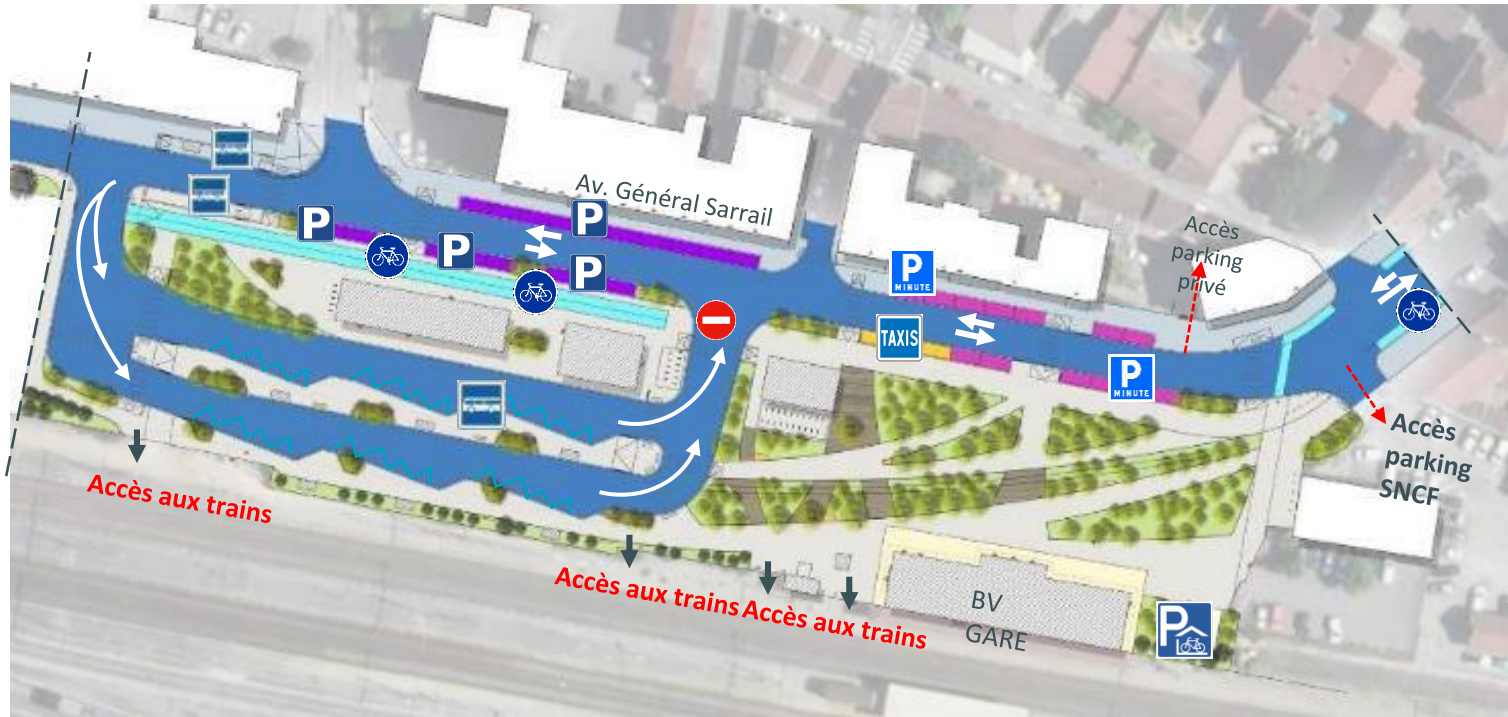 Av. Général Sarrail
P
P
P
P
P
MINUTE
TAXIS
P
MINUTE
Accès
parking
privé
Accès
parking
SNCF
Accès aux trains
Accès aux trains
Accès aux trains
BV
GARE
P